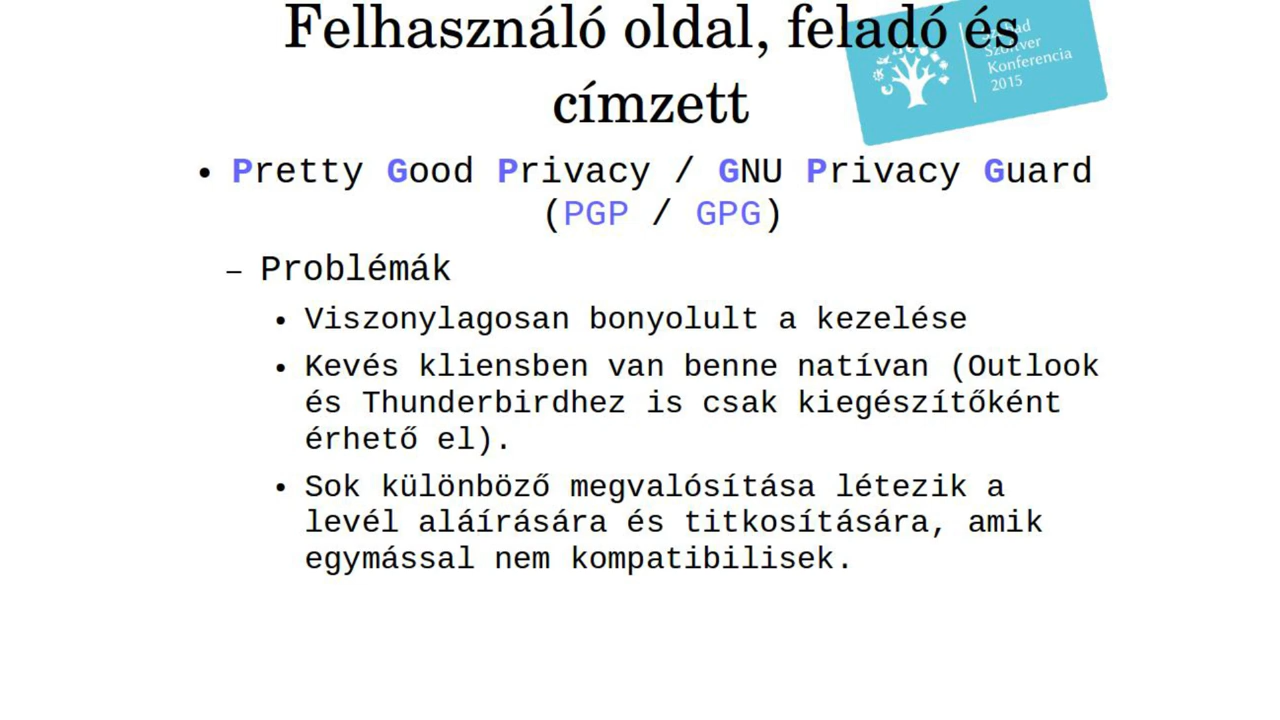 Felhasználó oldal, feladó és
címzett
Szabad
Szoftver
Konferencia
2015
• Pretty Good Privacy / GNU Privacy Guard
(PGP / GPG)
– Problémák
• Viszonylagosan bonyolult a kezelése
• Kevés kliensben van benne natívan (Outlook
és Thunderbirdhez is csak kiegészítőként
érhető el).
• Sok különböző megvalósítása létezik a
levél aláírására és titkosítására, amik
egymással nem kompatibilisek.